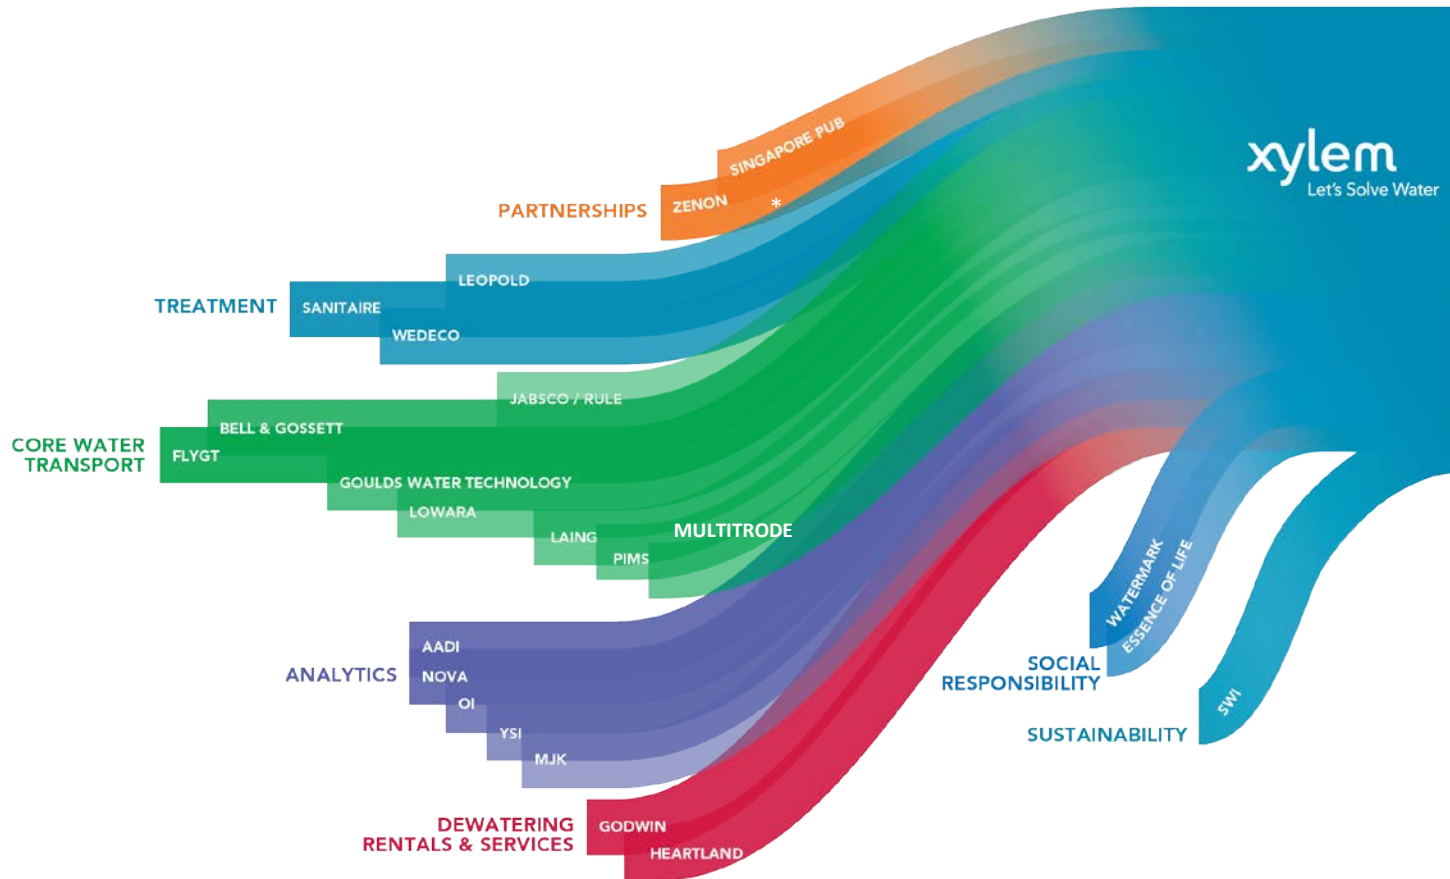 xylem
Let's Solve Water
SINGAPORE PUB
PARTNERSHIPS
ZENON
*
TREATMENT
LEOPOLD
SANITAIRE
WEDECO
CORE WATER
TRANSPORT
JABSCO / RULE
BELL & GOSSETT
FLYGT
GOULDS WATER TECHNOLOGY
LOWARA
LAING
PIMS
MULTITRODE
ANALYTICS
AADI
NOVA
OI
YSI
MJK
DEWATERING
RENTALS & SERVICES
GODWIN
HEARTLAND
WATERMARK
ESSENCE OF LIFE
SOCIAL
RESPONSIBILITY
SWI
SUSTAINABILITY